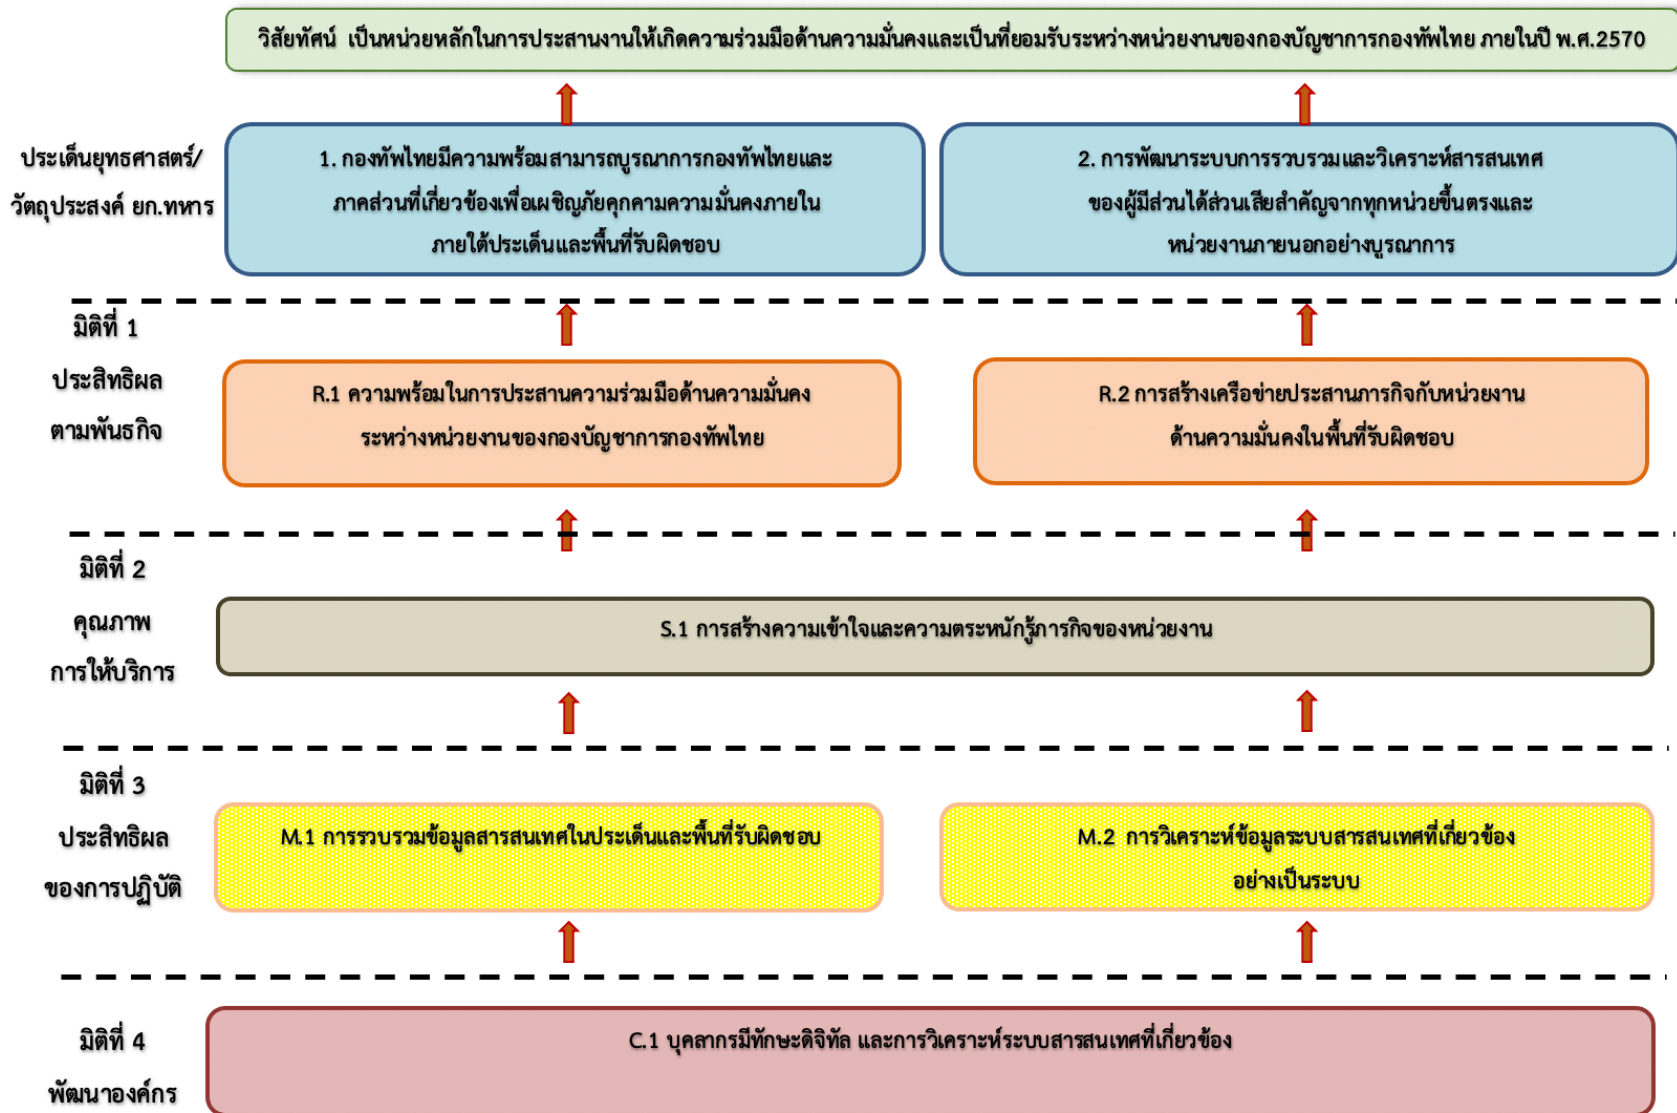 วิสัยทัศน์ เป็นหน่วยหลักในการประสานงานให้เกิดความร่วมมือด้านความมั่นคงและเป็นที่ยอมรับระหว่างหน่วยงานของกองบัญชาการกองทัพไทย ภายในปี พ.ศ.2570
ประเด็นยุทธศาสตร์/
วัตถุประสงค์ ยก.ทหาร
1. กองทัพไทยมีความพร้อมสามารถบูรณาการกองทัพไทยและ
ภาคส่วนที่เกี่ยวข้องเพื่อเผชิญภัยคุกคามความมั่นคงภายใน
ภายใต้ประเด็นและพื้นที่รับผิดชอบ
2. การพัฒนาระบบการรวบรวมและวิเคราะห์สารสนเทศ
ของผู้มีส่วนได้ส่วนเสียสำคัญจากทุกหน่วยขึ้นตรงและ
หน่วยงานภายนอกอย่างบูรณาการ
มิติที่ 1
ประสิทธิผล
ตามพันธกิจ
R.1 ความพร้อมในการประสานความร่วมมือด้านความมั่นคง
ระหว่างหน่วยงานของกองบัญชาการกองทัพไทย
R.2 การสร้างเครือข่ายประสานภารกิจกับหน่วยงาน
ด้านความมั่นคงในพื้นที่รับผิดชอบ
มิติที่ 2
คุณภาพ
การให้บริการ
S.1 การสร้างความเข้าใจและความตระหนักรู้ภารกิจของหน่วยงาน
มิติที่ 3
ประสิทธิผล
ของการปฏิบัติ
M.1 การรวบรวมข้อมูลสารสนเทศในประเด็นและพื้นที่รับผิดชอบ
M.2 การวิเคราะห์ข้อมูลระบบสารสนเทศที่เกี่ยวข้อง
อย่างเป็นระบบ
มิติที่ 4
พัฒนาองค์กร
C.1 บุคลากรมีทักษะดิจิทัล และการวิเคราะห์ระบบสารสนเทศที่เกี่ยวข้อง